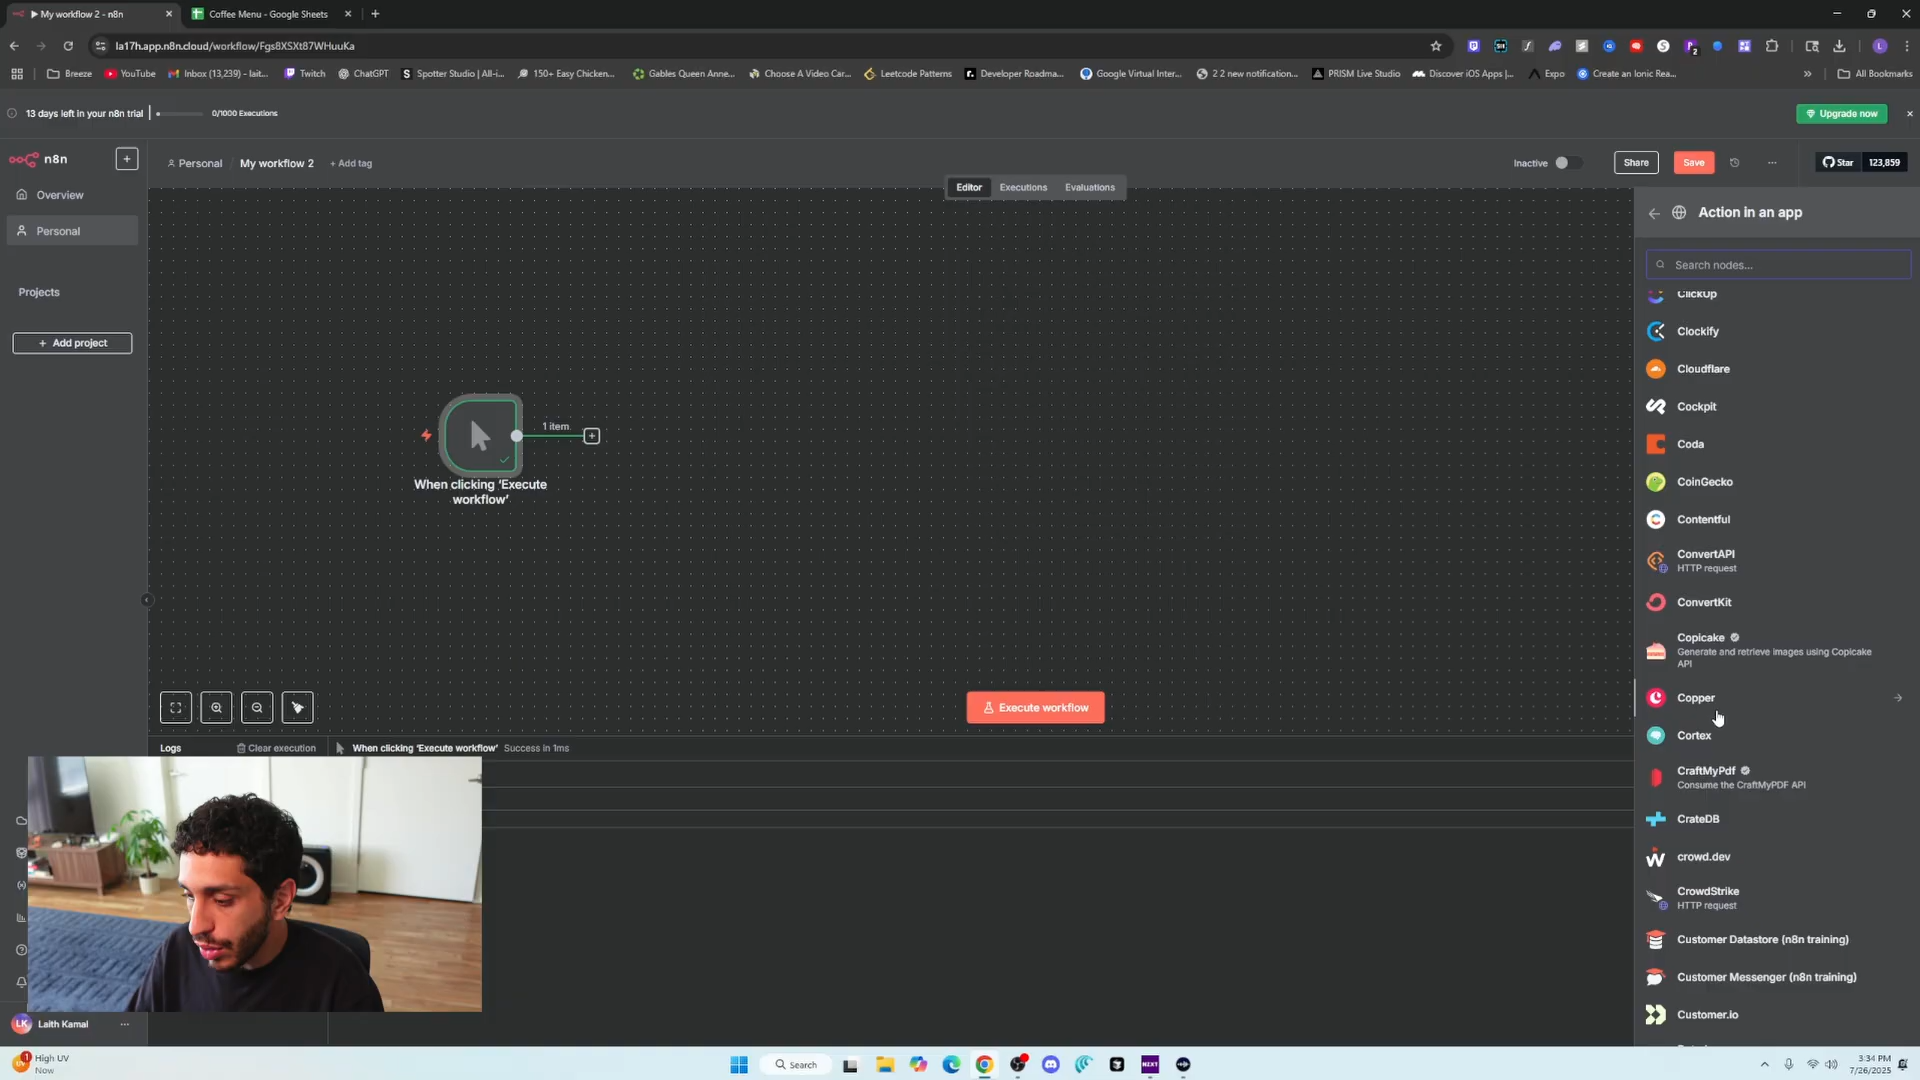 My workflow 2 - n8n
Coffee Menu - Google Sheets
la17h.app.n8n.cloud/workflow/Fgs8XSXt87WHuuKa
Breeze
YouTube
Inbox (13,239) - lait...
Twitch
ChatGPT
Spotter Studio | All-i...
150+ Easy Chicken...
Gables Queen Anne...
Choose A Video Car...
Leetcode Patterns
Developer Roadma...
Google Virtual Inter...
2 2 new notification...
PRISM Live Studio
Discover iOS Apps |...
Expo
Create an Ionic Rea...
All Bookmarks
13 days left in your n8n trial
0/1000 Executions
Upgrade now
n8n
Personal
/
My workflow 2
+ Add tag
Inactive
Share
Save
Star
123,859
Editor
Executions
Evaluations
Overview
Personal
Projects
+ Add project
1 item
When clicking ‘Execute
workflow’
Execute workflow
Logs
Clear execution
When clicking ‘Execute workflow’
Success in 1ms
LK
Laith Kamal
Action in an app
Search nodes...
ClickUp
Clockify
Cloudflare
Cockpit
Coda
CoinGecko
Contentful
ConvertAPI
HTTP request
ConvertKit
Copicake
Generate and retrieve images using Copicake
API
Copper
Cortex
CraftMyPdf
Consume the CraftMyPDF API
CrateDB
crowd.dev
CrowdStrike
HTTP request
Customer Datastore (n8n training)
Customer Messenger (n8n training)
Customer.io
High UV
Now
Search
3:34 PM
7/26/2025